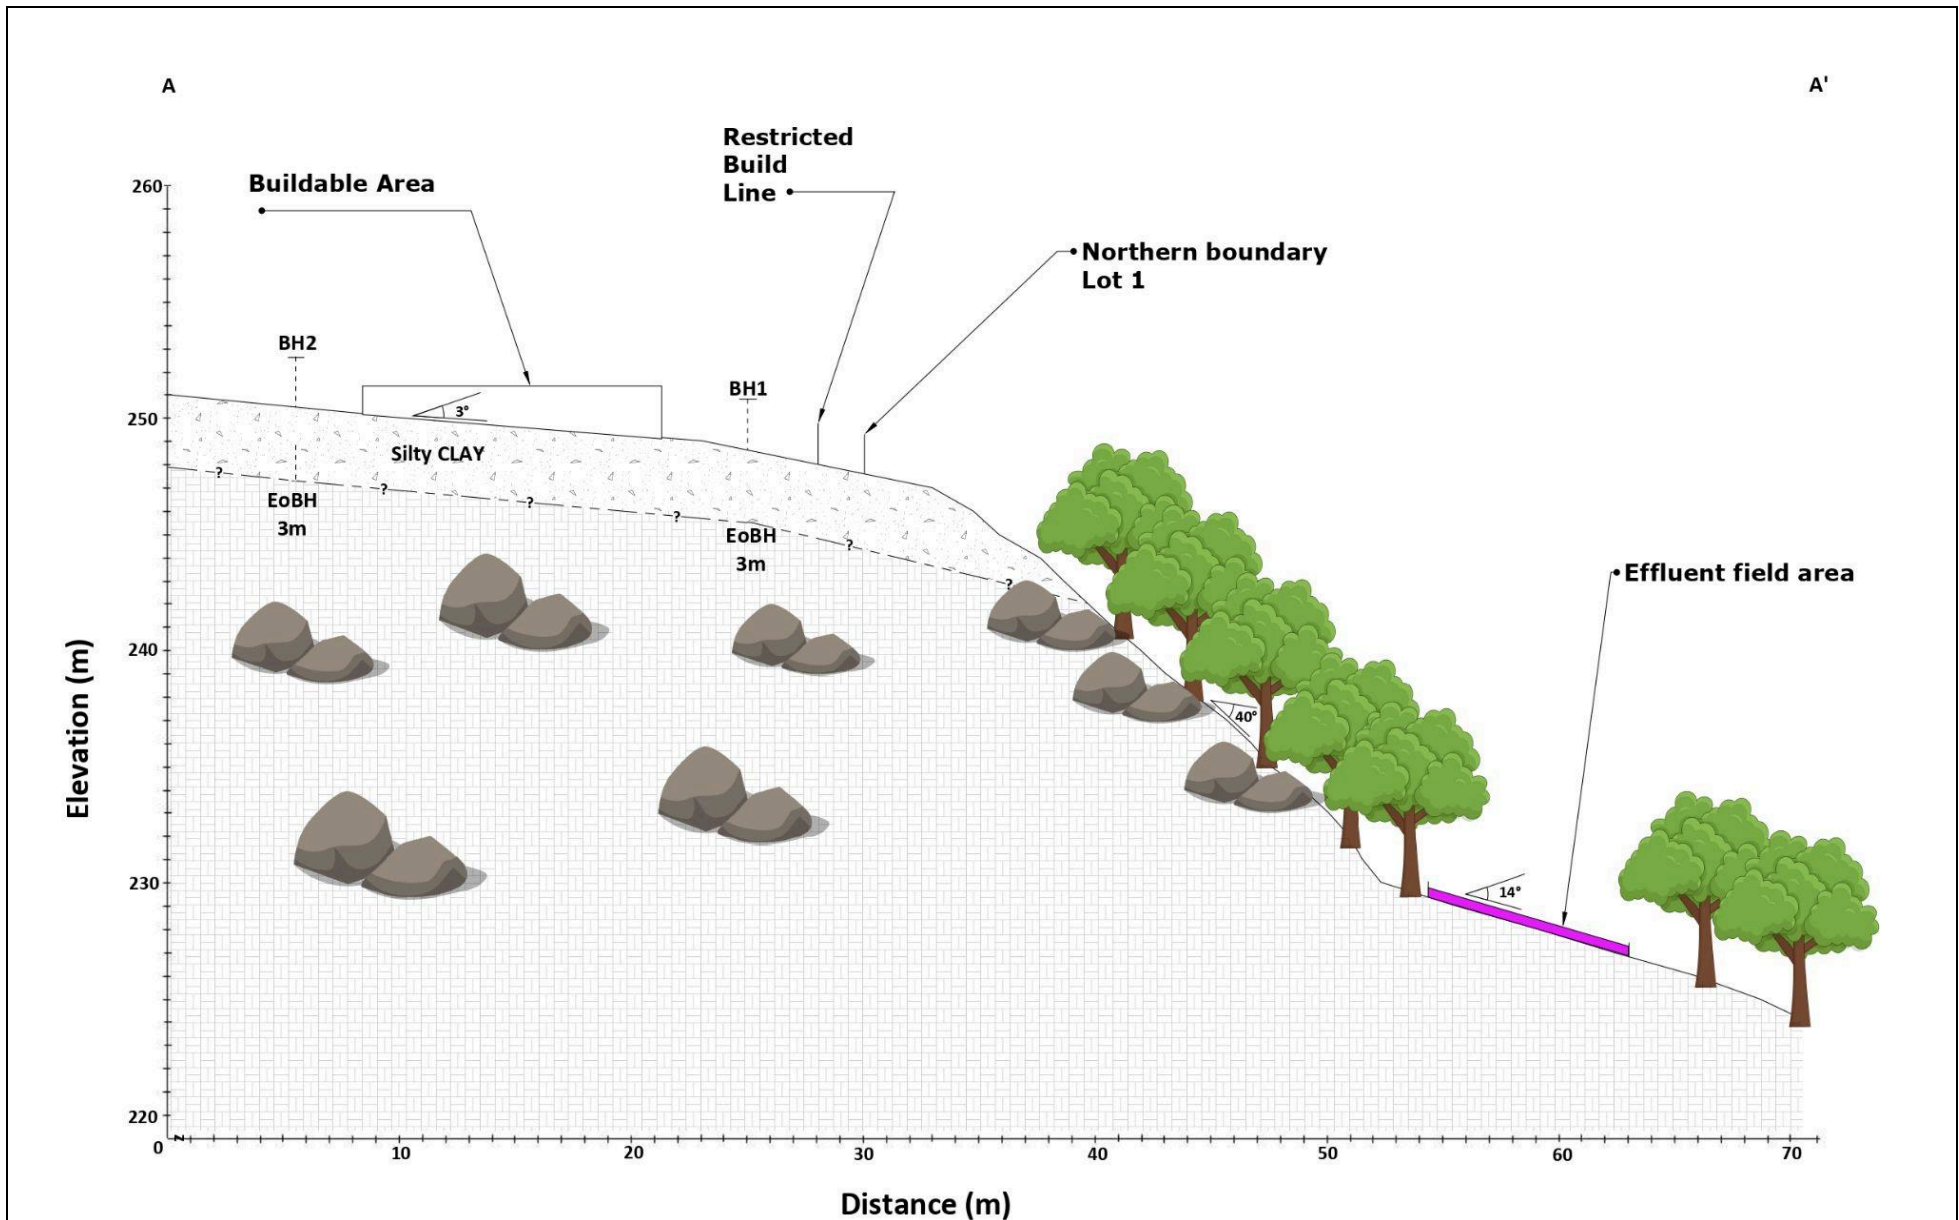 A
A'
Restricted
Build
Line
Buildable Area
260
Northern boundary
Lot 1
BH2
BH1
3°
250
Silty CLAY
?
?
?
?
?
?
EoBH
3m
EoBH
3m
Effluent field area
240
40°
Elevation (m)
230
14°
220
0
z
10
20
30
40
50
60
70
Distance (m)